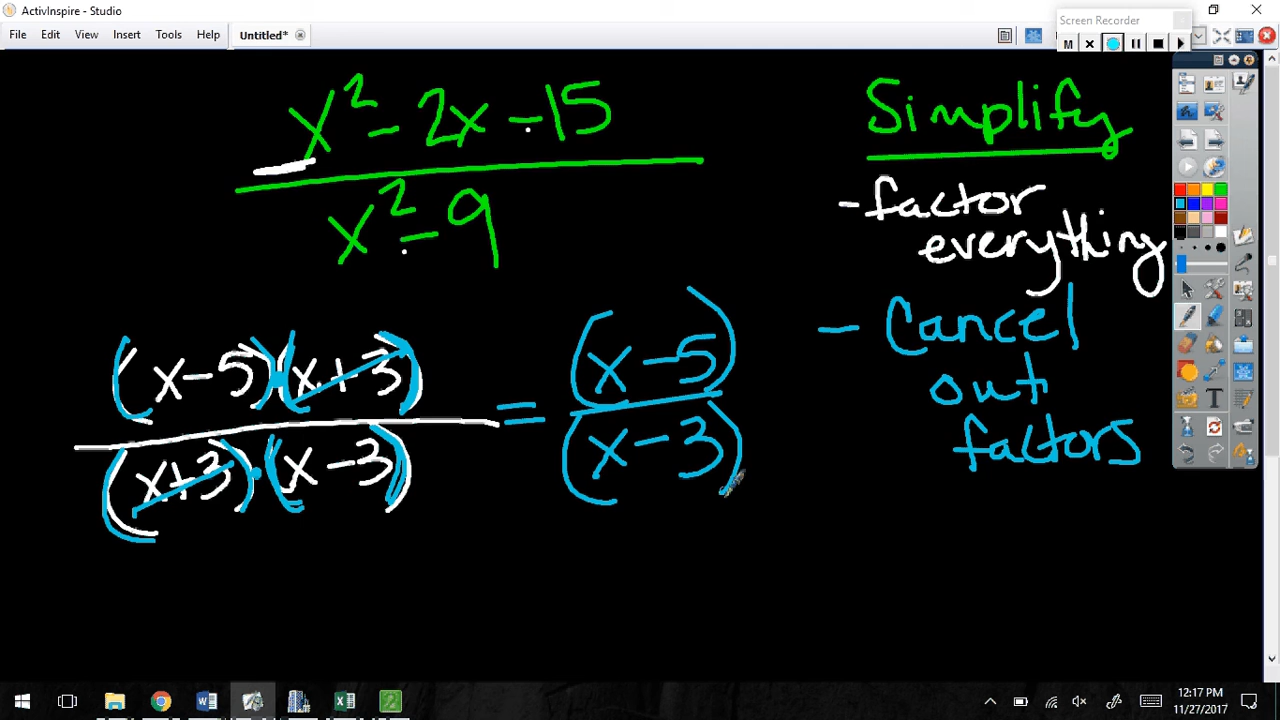 ActivInspire - Studio
Screen Recorder
File Edit View Insert Tools Help Untitled*
M
x² - 2x - 15
x² - 9
Simplify
- factor
everything
(x - 5)·(x + 3)
(x + 3)·(x - 3)
=
(x - 5)
(x - 3)
- Cancel
out
factors
12:17 PM
11/27/2017